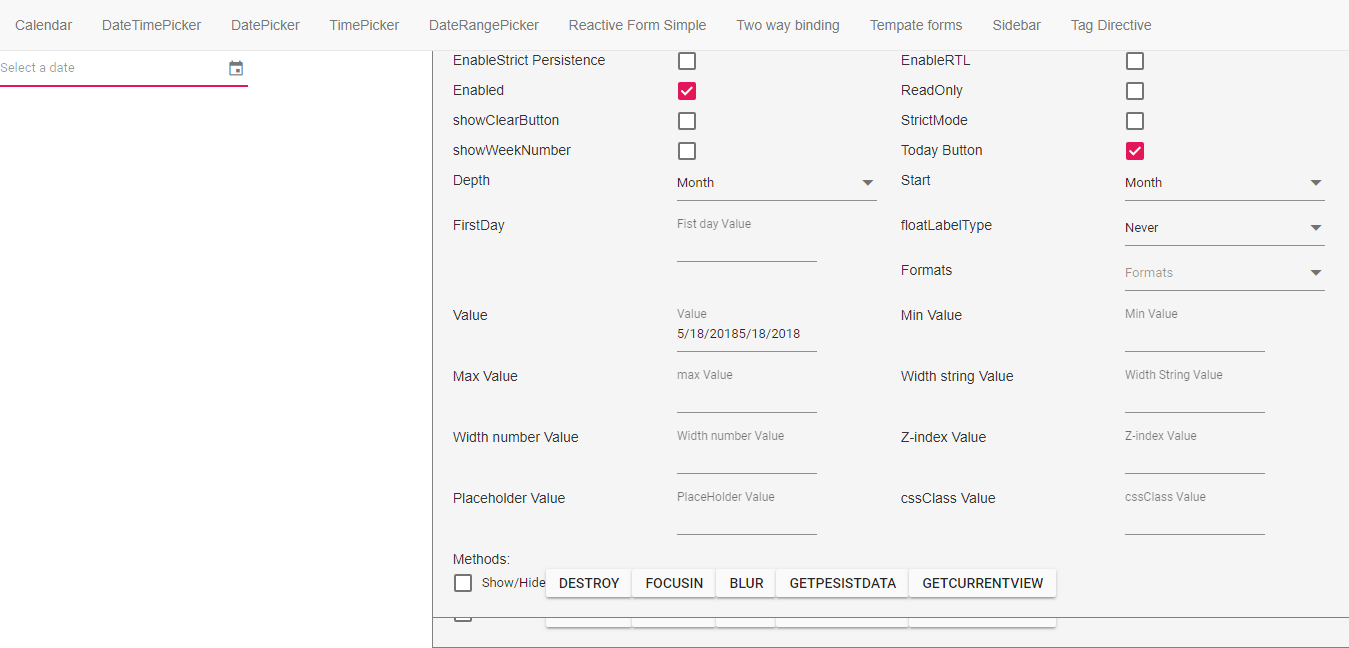 Calendar DateTimePicker DatePicker TimePicker DateRangePicker Reactive Form Simple Two way binding Tempate forms Sidebar Tag Directive
Select a date
EnableStrict Persistence EnableRTL
Enabled ReadOnly
showClearButton StrictMode
showWeekNumber Today Button
Depth Month Start Month
FirstDay Fist day Value floatLabelType Never
Formats Formats
Value Value Min Value Min Value
5/18/20185/18/2018
Max Value max Value Width string Value Width String Value
Width number Value Width number Value Z-index Value Z-index Value
Placeholder Value PlaceHolder Value cssClass Value cssClass Value
Methods:
Show/Hide DESTROY FOCUSIN BLUR GETPESISTDATA GETCURRENTVIEW